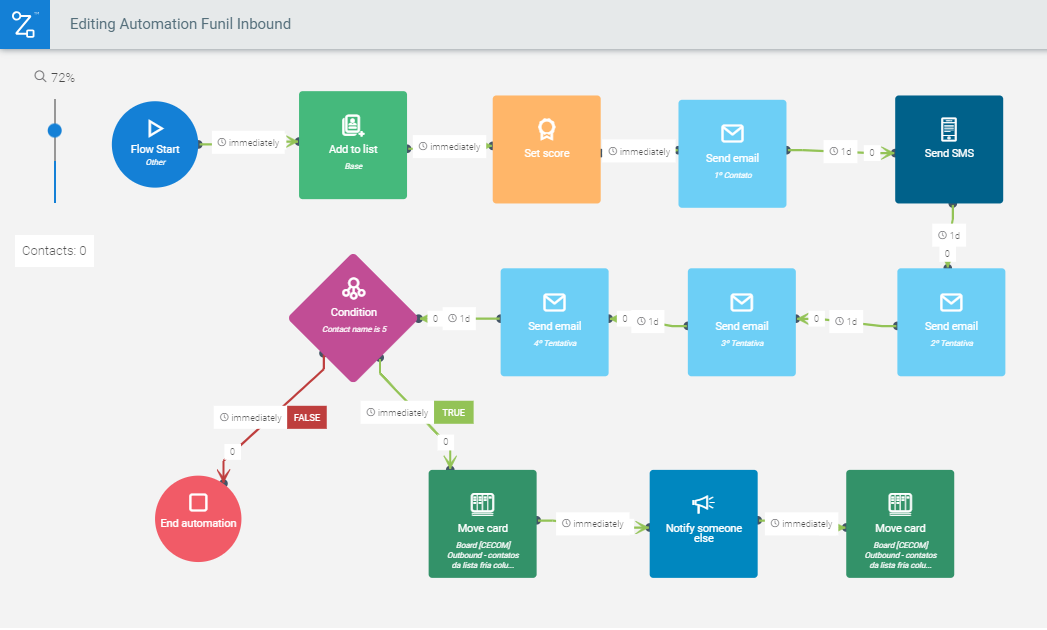 Editing Automation Funil Inbound
72%
Contacts: 0
Flow Start
Other
immediately
Add to list
Base
immediately
Set score
immediately
Send email
1º Contato
1d
0
Send SMS
1d
0
Send email
2º Tentativa
1d
0
Send email
3º Tentativa
1d
0
Send email
4º Tentativa
1d
0
Condition
Contact name is 5
immediately
FALSE
0
End automation
immediately
TRUE
0
Move card
Board [CECOM]
Outbound - contatos
da lista fria colu...
immediately
Notify someone
else
immediately
Move card
Board [CECOM]
Outbound - contatos
da lista fria colu...